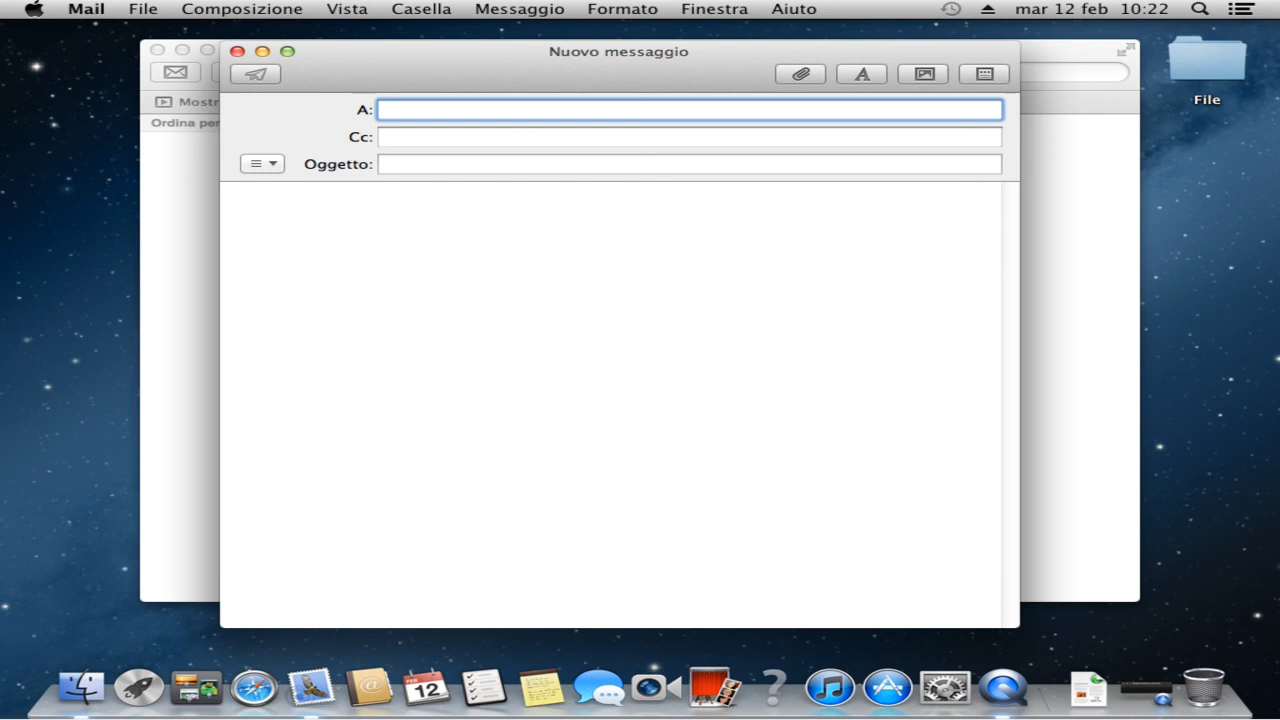 Mail File Composizione Vista Casella Messaggio Formato Finestra Aiuto mar 12 feb 10:22
Nuovo messaggio
File
Mostr
A:
Ordina per
Cc:
Oggetto:
FEB
12